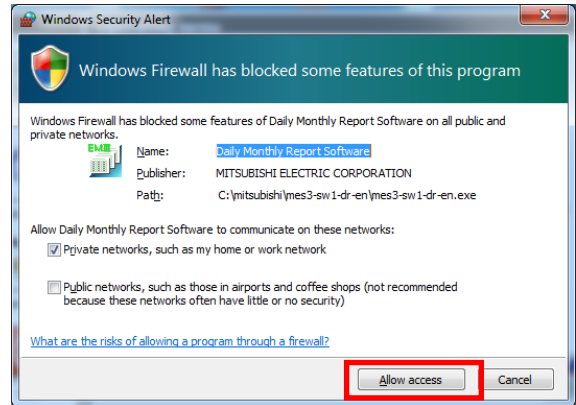 Windows Security Alert
Windows Firewall has blocked some features of this program
Windows Firewall has blocked some features of Daily Monthly Report Software on all public and
private networks.
Name: Daily Monthly Report Software
Publisher: MITSUBISHI ELECTRIC CORPORATION
Path: C:\mitsubishi\mes3-sw1-dr-en\mes3-sw1-dr-en.exe
Allow Daily Monthly Report Software to communicate on these networks:
Private networks, such as my home or work network
Public networks, such as those in airports and coffee shops (not recommended
because these networks often have little or no security)
What are the risks of allowing a program through a firewall?
Allow access Cancel